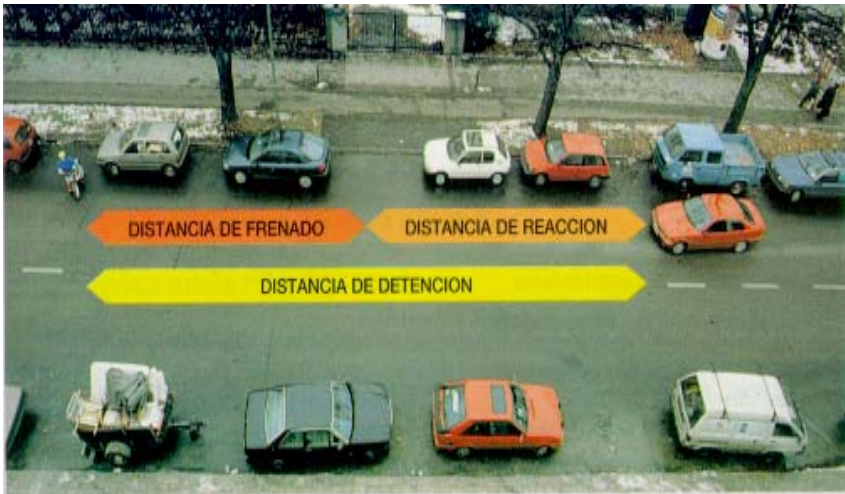 DISTANCIA DE FRENADO
DISTANCIA DE REACCION
DISTANCIA DE DETENCION